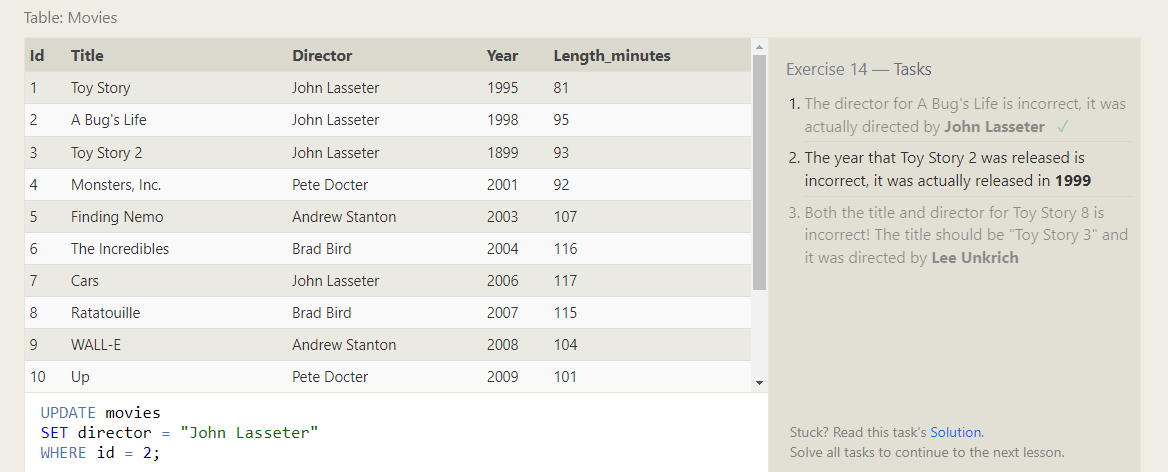 Table: Movies
Id Title Director Year Length_minutes
1 Toy Story John Lasseter 1995 81
2 A Bug's Life John Lasseter 1998 95
3 Toy Story 2 John Lasseter 1899 93
4 Monsters, Inc. Pete Docter 2001 92
5 Finding Nemo Andrew Stanton 2003 107
6 The Incredibles Brad Bird 2004 116
7 Cars John Lasseter 2006 117
8 Ratatouille Brad Bird 2007 115
9 WALL-E Andrew Stanton 2008 104
10 Up Pete Docter 2009 101
UPDATE movies
SET director = "John Lasseter"
WHERE id = 2;
Exercise 14 — Tasks
1. The director for A Bug's Life is incorrect, it was
actually directed by John Lasseter ✓
2. The year that Toy Story 2 was released is
incorrect, it was actually released in 1999
3. Both the title and director for Toy Story 8 is
incorrect! The title should be "Toy Story 3" and
it was directed by Lee Unkrich
Stuck? Read this task's Solution.
Solve all tasks to continue to the next lesson.